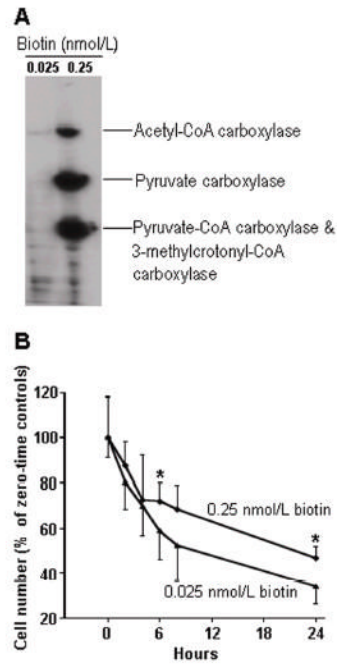 A
Biotin (nmol/L)
0.025 0.25
Acetyl-CoA carboxylase
Pyruvate carboxylase
Pyruvate-CoA carboxylase &
3-methylcrotonyl-CoA
carboxylase
B
Cell number (% of zero-time controls)
120
100
80
60
40
20
*
*
0.25 nmol/L biotin
0.025 nmol/L biotin
0 6 12 18 24
Hours